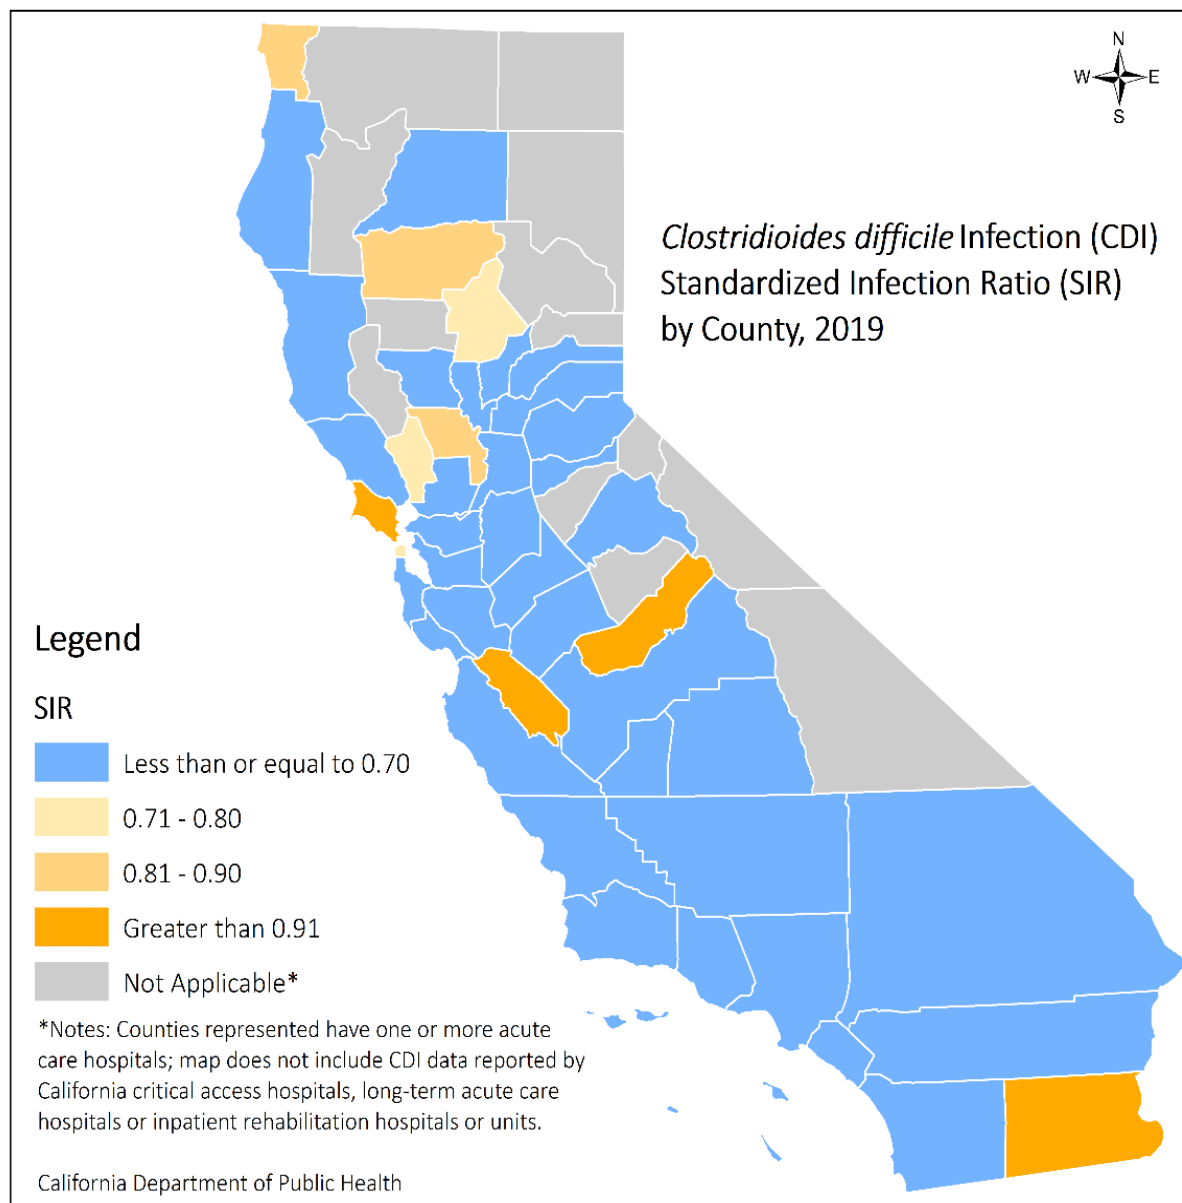 N
W E
S
Clostridioides difficile Infection (CDI)
Standardized Infection Ratio (SIR)
by County, 2019
Legend
SIR
Less than or equal to 0.70
0.71 - 0.80
0.81 - 0.90
Greater than 0.91
Not Applicable*
*Notes: Counties represented have one or more acute
care hospitals; map does not include CDI data reported by
California critical access hospitals, long-term acute care
hospitals or inpatient rehabilitation hospitals or units.
California Department of Public Health